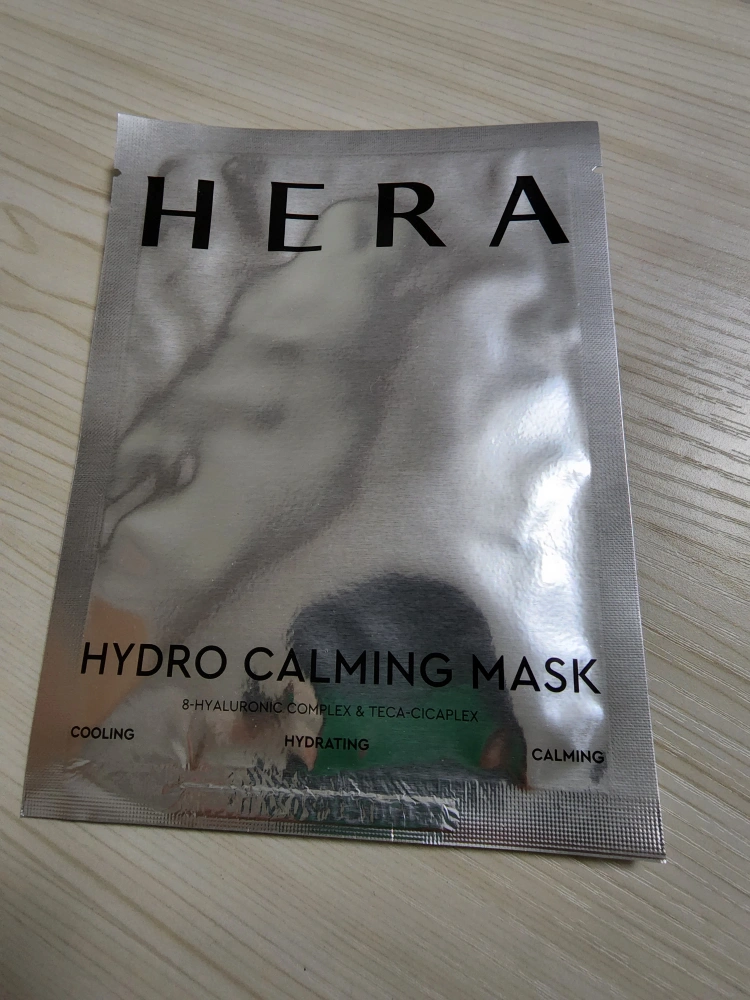 HERA
HYDRO CALMING MASK
8-HYALURONIC COMPLEX & TECA-CICAPLEX
COOLING HYDRATING CALMING